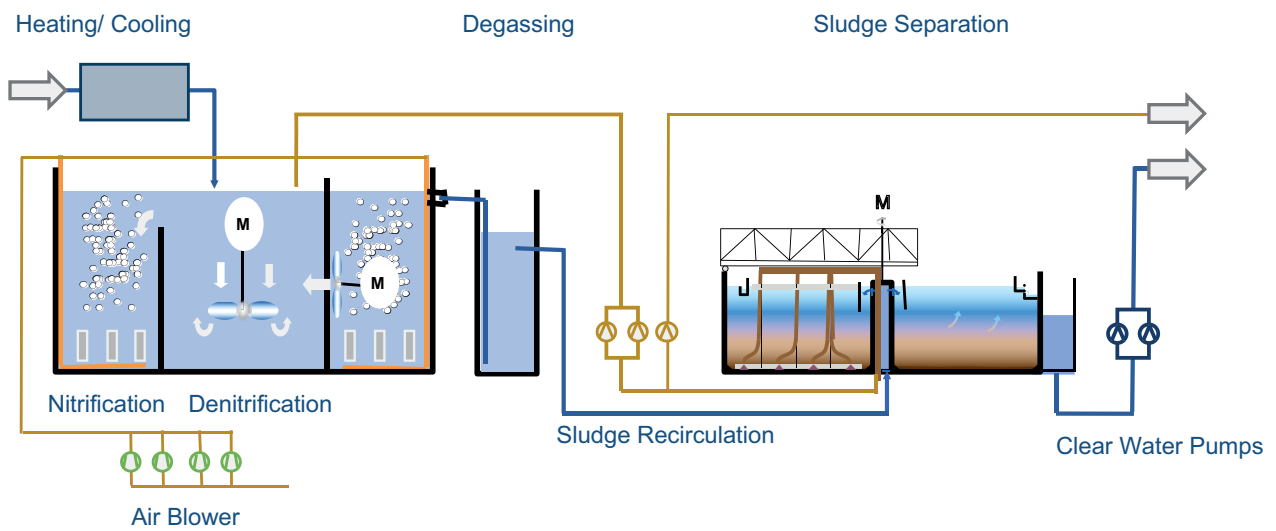 Heating/ Cooling
Degassing
Sludge Separation
M
M
M
Nitrification
Denitrification
Sludge Recirculation
Clear Water Pumps
Air Blower